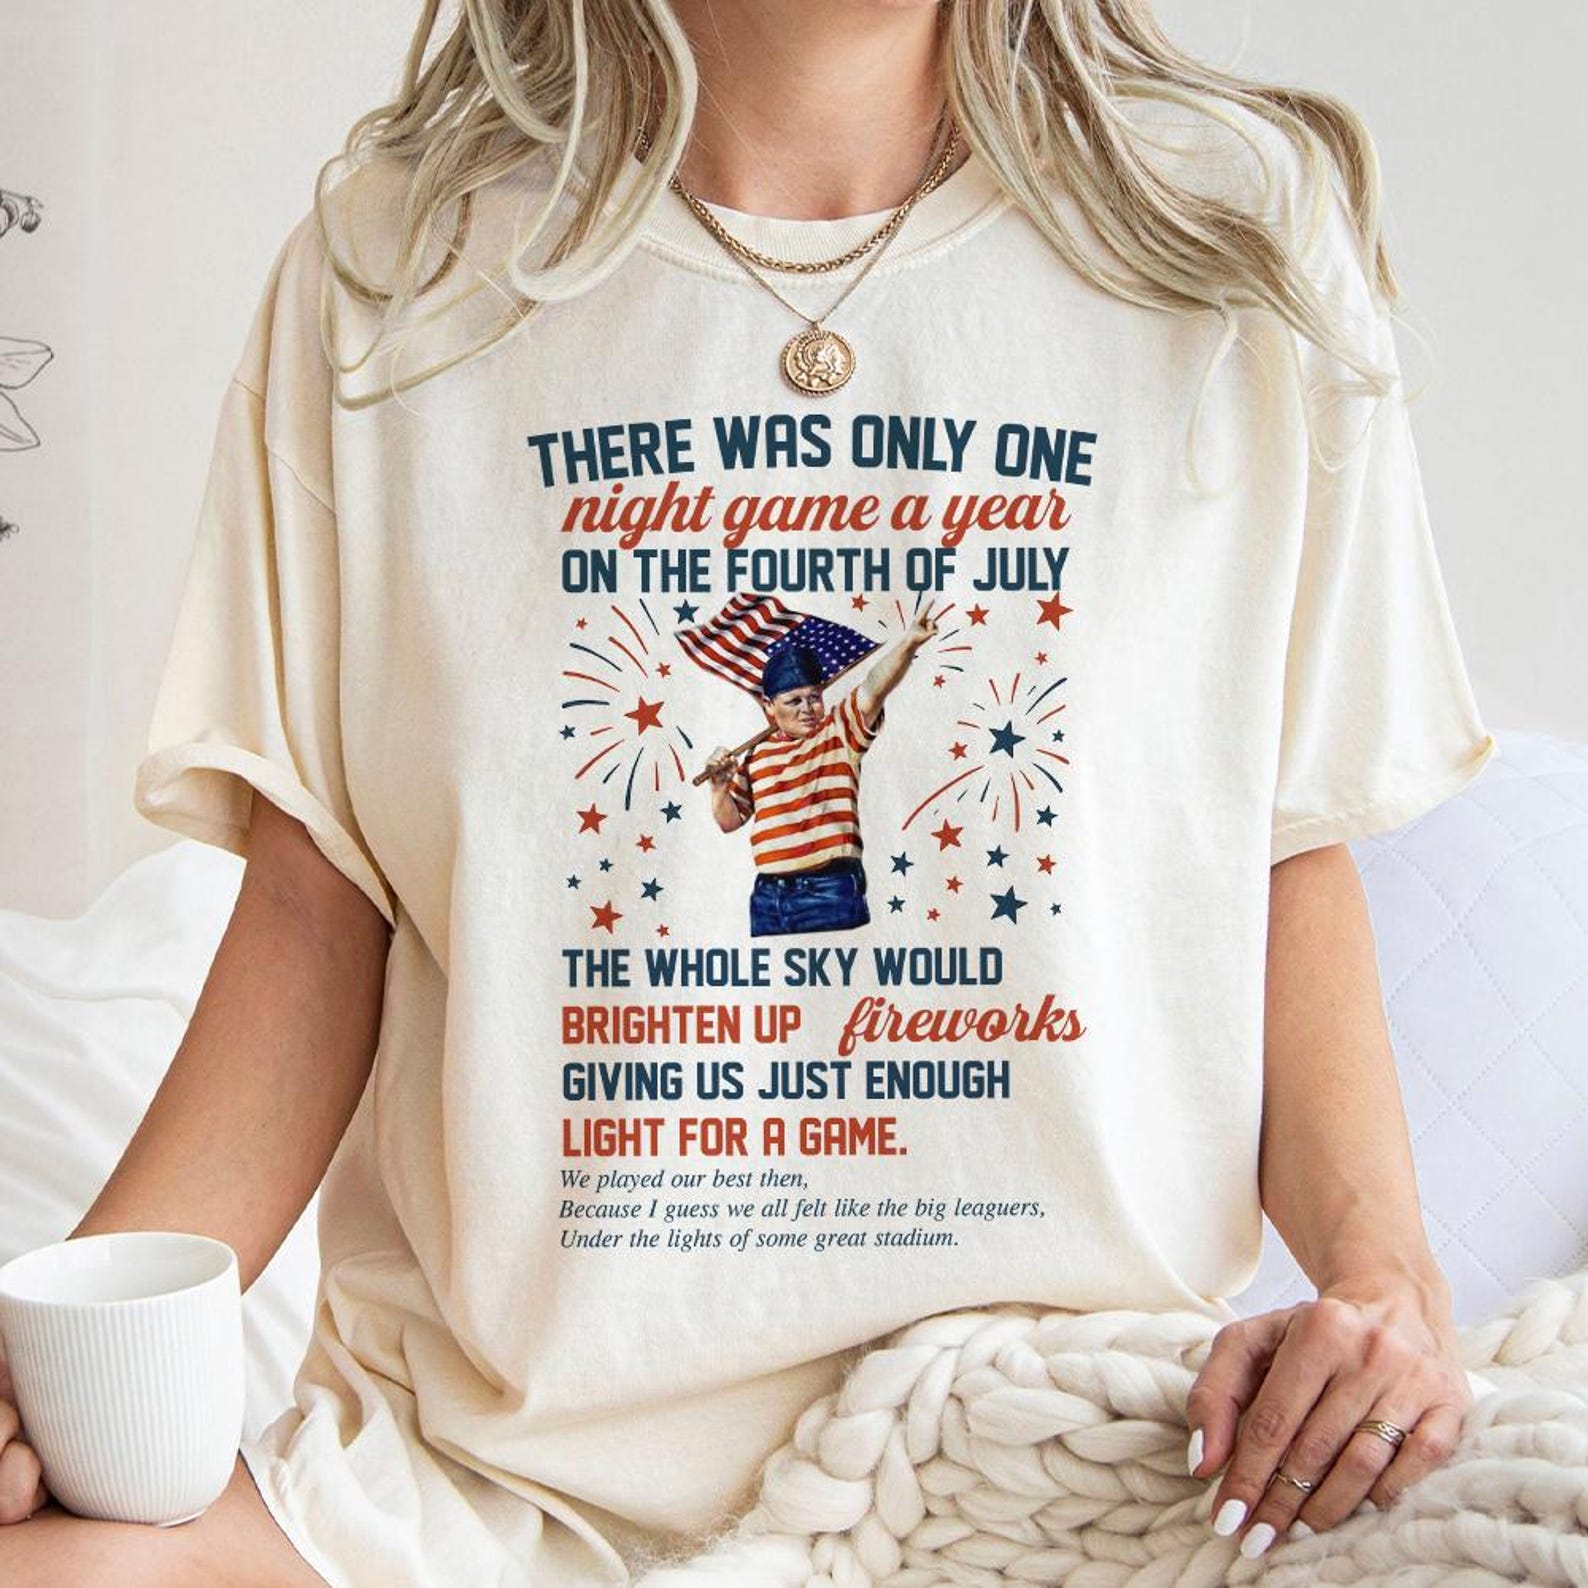 THERE WAS ONLY ONE
night game a year
ON THE FOURTH OF JULY
THE WHOLE SKY WOULD
BRIGHTEN UP fireworks
GIVING US JUST ENOUGH
LIGHT FOR A GAME.
We played our best then,
Because I guess we all felt like the big leaguers,
Under the lights of some great stadium.